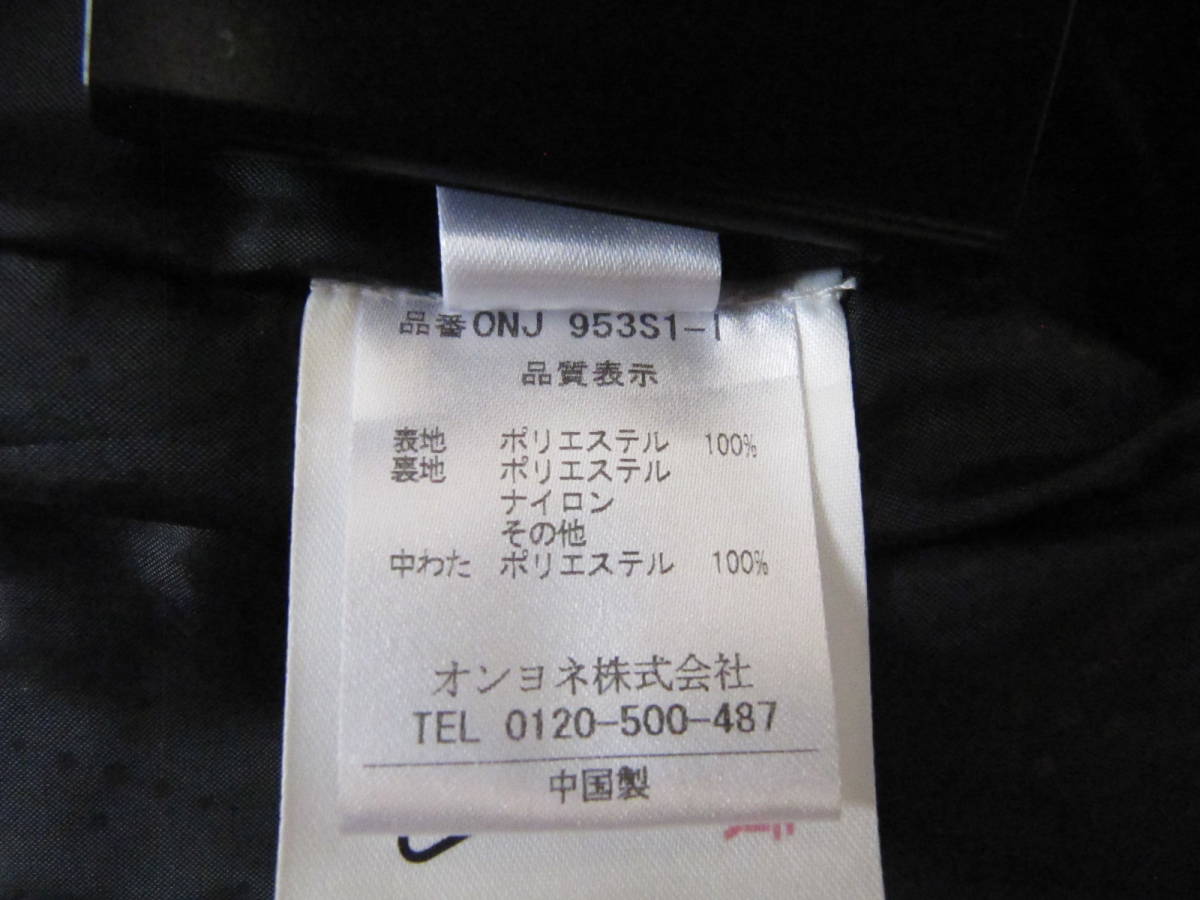 品番ONJ 953S1-1
品質表示
表地 ポリエステル 100%
裏地 ポリエステル
ナイロン
その他
中わた ポリエステル 100%
オンヨネ株式会社
TEL 0120-500-487
中国製